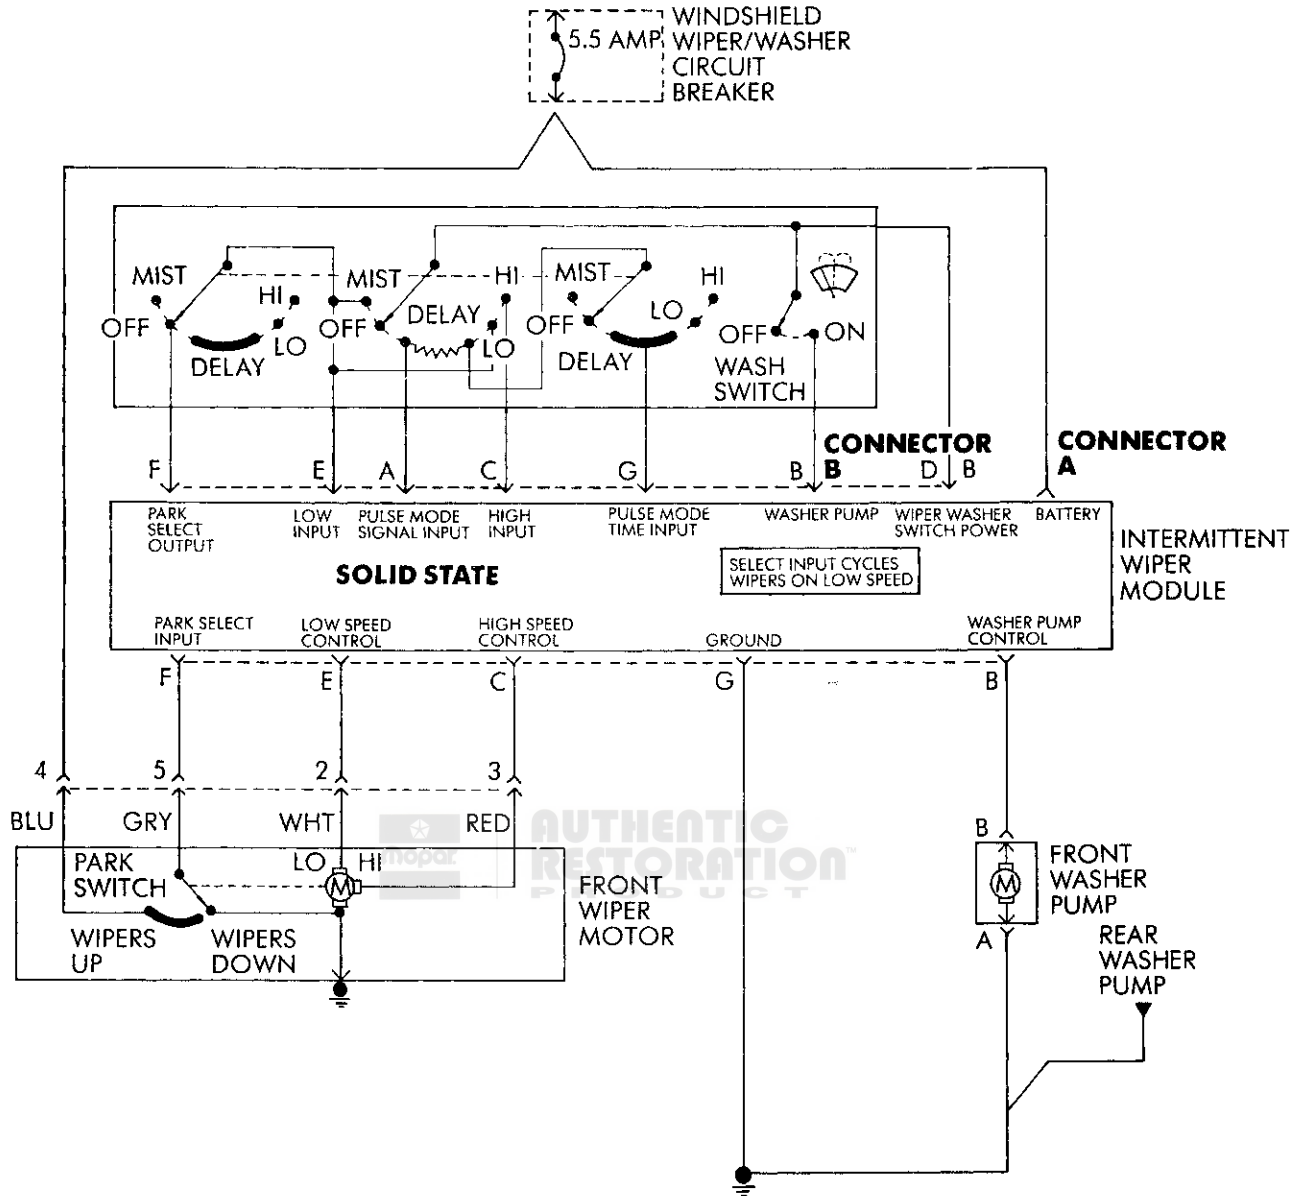 WINDSHIELD
5.5 AMP WIPER/WASHER
CIRCUIT
BREAKER
MIST
HI
OFF
LO
DELAY
MIST
HI
DELAY
OFF
LO
MIST
HI
LO
OFF
DELAY
OFF
ON
WASH
SWITCH
CONNECTOR
B
CONNECTOR
A
F
E
A
C
G
B
D
B
PARK
SELECT
OUTPUT
LOW
INPUT
PULSE MODE
SIGNAL INPUT
HIGH
INPUT
PULSE MODE
TIME INPUT
WASHER PUMP
WIPER WASHER
SWITCH POWER
BATTERY
INTERMITTENT
WIPER
MODULE
SOLID STATE
SELECT INPUT CYCLES
WIPERS ON LOW SPEED
PARK SELECT
INPUT
LOW SPEED
CONTROL
HIGH SPEED
CONTROL
GROUND
WASHER PUMP
CONTROL
F
E
C
G
B
4
5
2
3
BLU
GRY
WHT
RED
mopar
AUTHENTIC
RESTORATION™
PRODUCT
PARK
SWITCH
LO
HI
M
WIPERS
UP
WIPERS
DOWN
FRONT
WIPER
MOTOR
B
M
A
FRONT
WASHER
PUMP
REAR
WASHER
PUMP